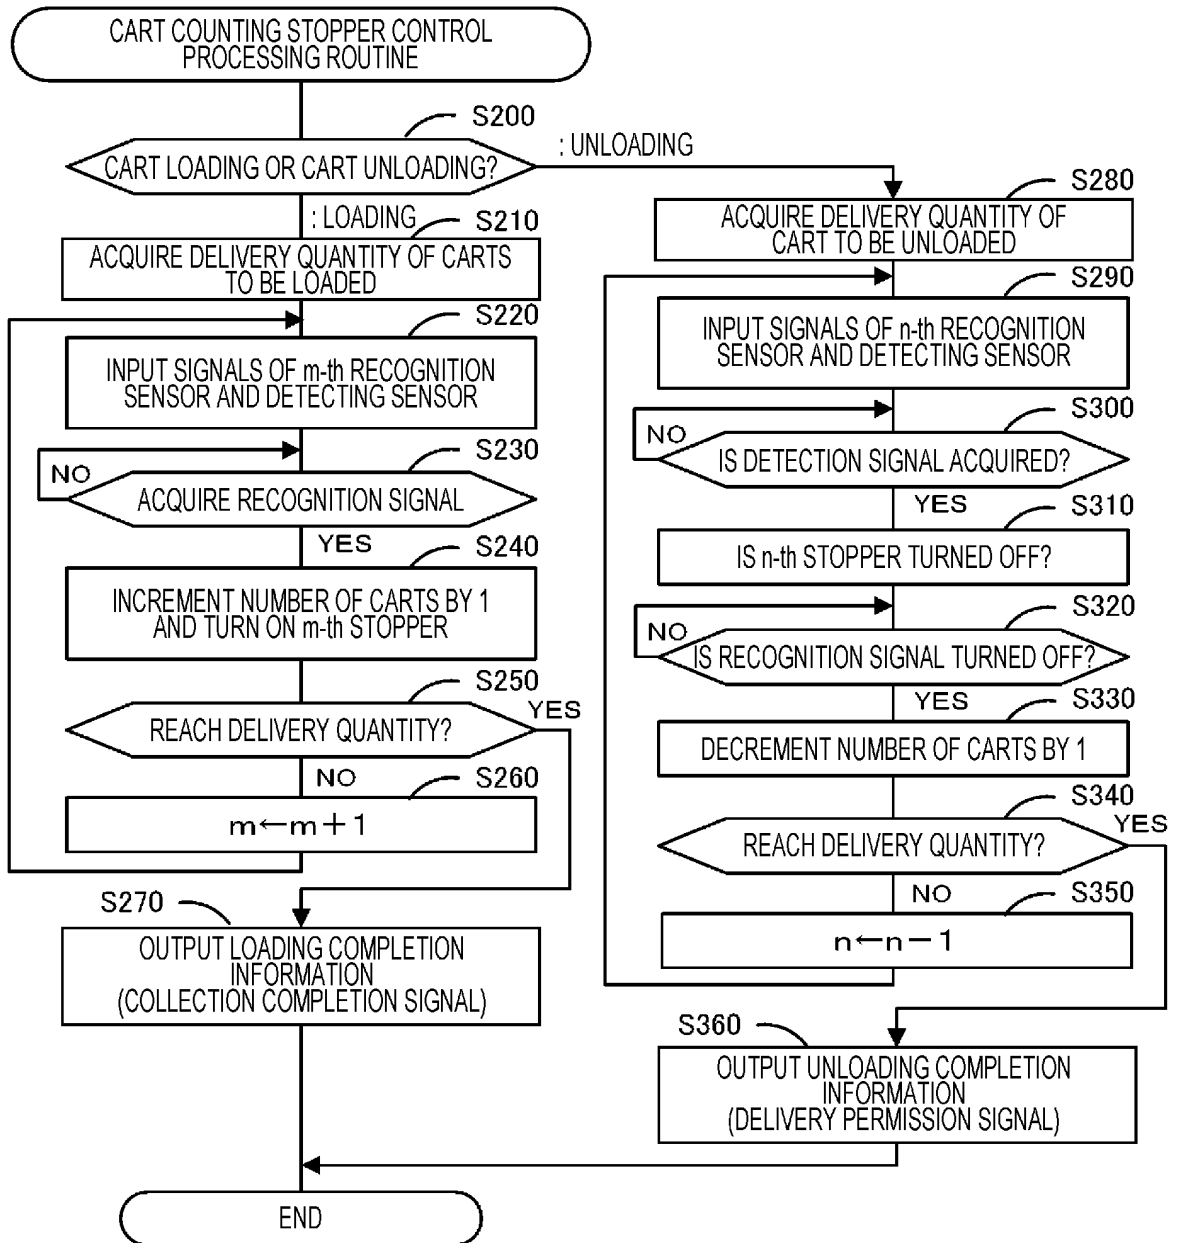 CART COUNTING STOPPER CONTROL
PROCESSING ROUTINE
S200
CART LOADING OR CART UNLOADING?
: UNLOADING
: LOADING
S210
ACQUIRE DELIVERY QUANTITY OF CARTS
TO BE LOADED
S220
INPUT SIGNALS OF m-th RECOGNITION
SENSOR AND DETECTING SENSOR
S230
NO
ACQUIRE RECOGNITION SIGNAL
YES
S240
INCREMENT NUMBER OF CARTS BY 1
AND TURN ON m-th STOPPER
S250
REACH DELIVERY QUANTITY?
YES
NO
S260
m←m+1
S270
OUTPUT LOADING COMPLETION
INFORMATION
(COLLECTION COMPLETION SIGNAL)
S280
ACQUIRE DELIVERY QUANTITY OF
CART TO BE UNLOADED
S290
INPUT SIGNALS OF n-th RECOGNITION
SENSOR AND DETECTING SENSOR
S300
NO
IS DETECTION SIGNAL ACQUIRED?
YES
S310
IS n-th STOPPER TURNED OFF?
S320
NO
IS RECOGNITION SIGNAL TURNED OFF?
YES
S330
DECREMENT NUMBER OF CARTS BY 1
S340
REACH DELIVERY QUANTITY?
YES
NO
S350
n←n-1
S360
OUTPUT UNLOADING COMPLETION
INFORMATION
(DELIVERY PERMISSION SIGNAL)
END